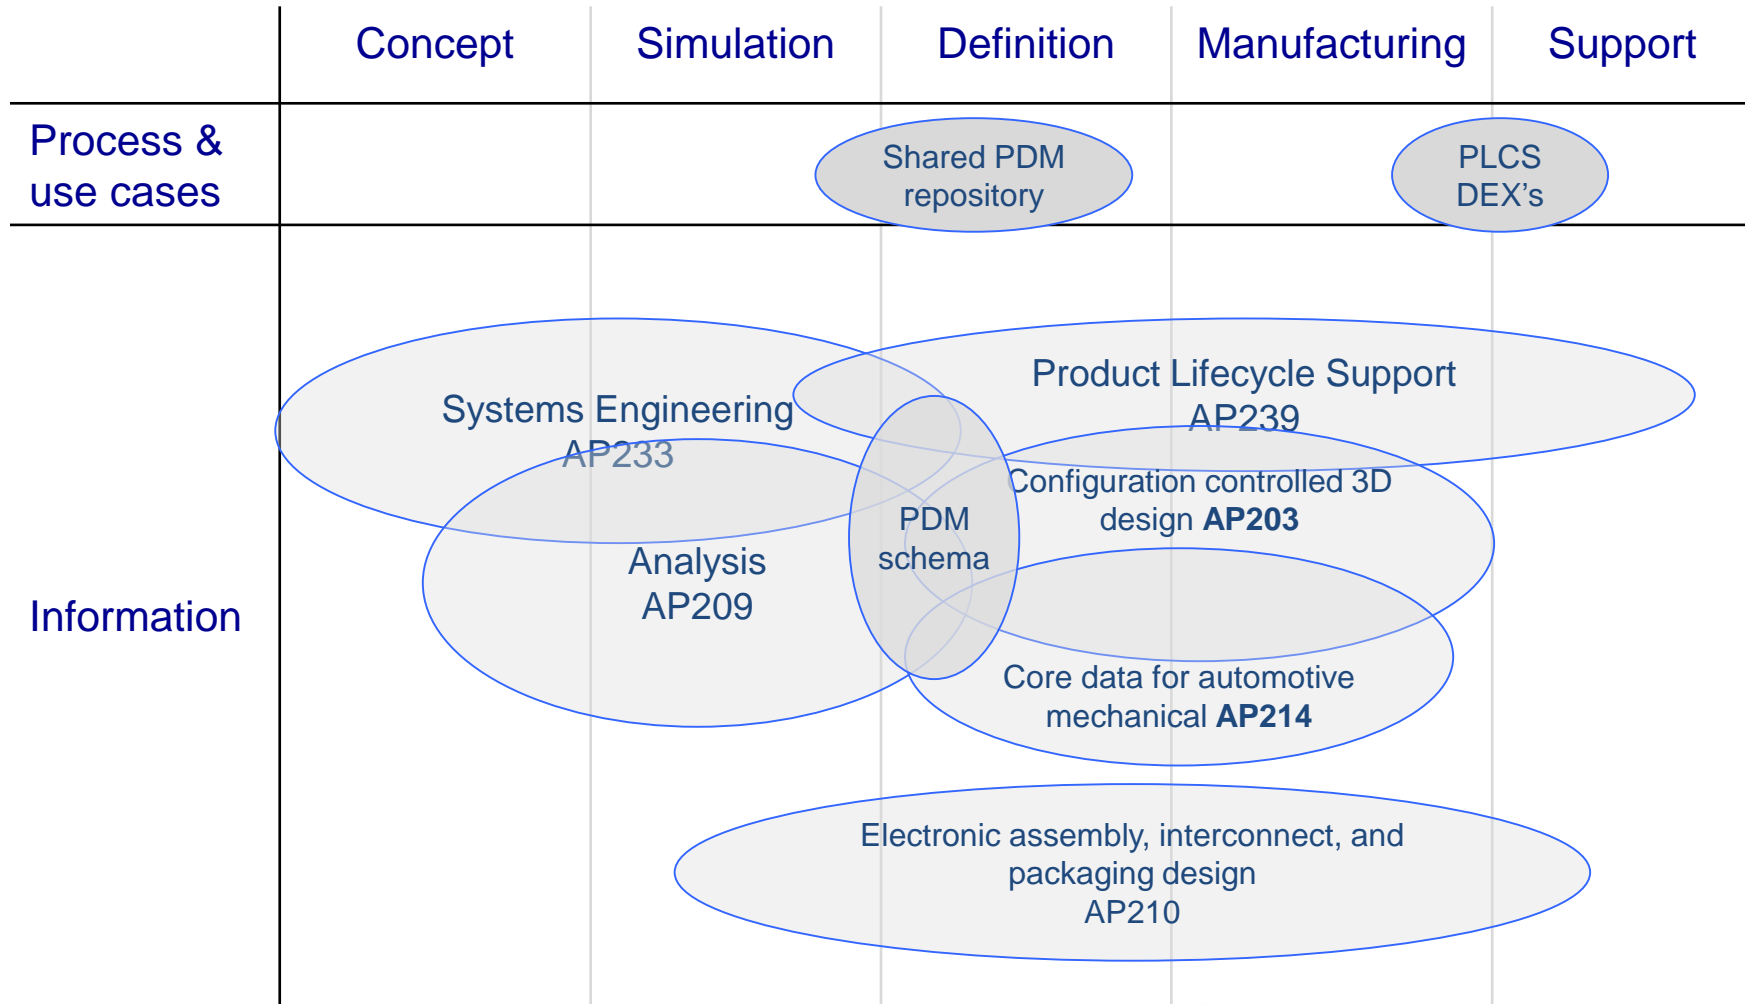 Concept
Simulation
Definition
Manufacturing
Support
Process &
use cases
Shared PDM
repository
PLCS
DEX’s
Information
Systems Engineering
AP233
Product Lifecycle Support
AP239
Configuration controlled 3D
design AP203
PDM
schema
Analysis
AP209
Core data for automotive
mechanical AP214
Electronic assembly, interconnect, and
packaging design
AP210